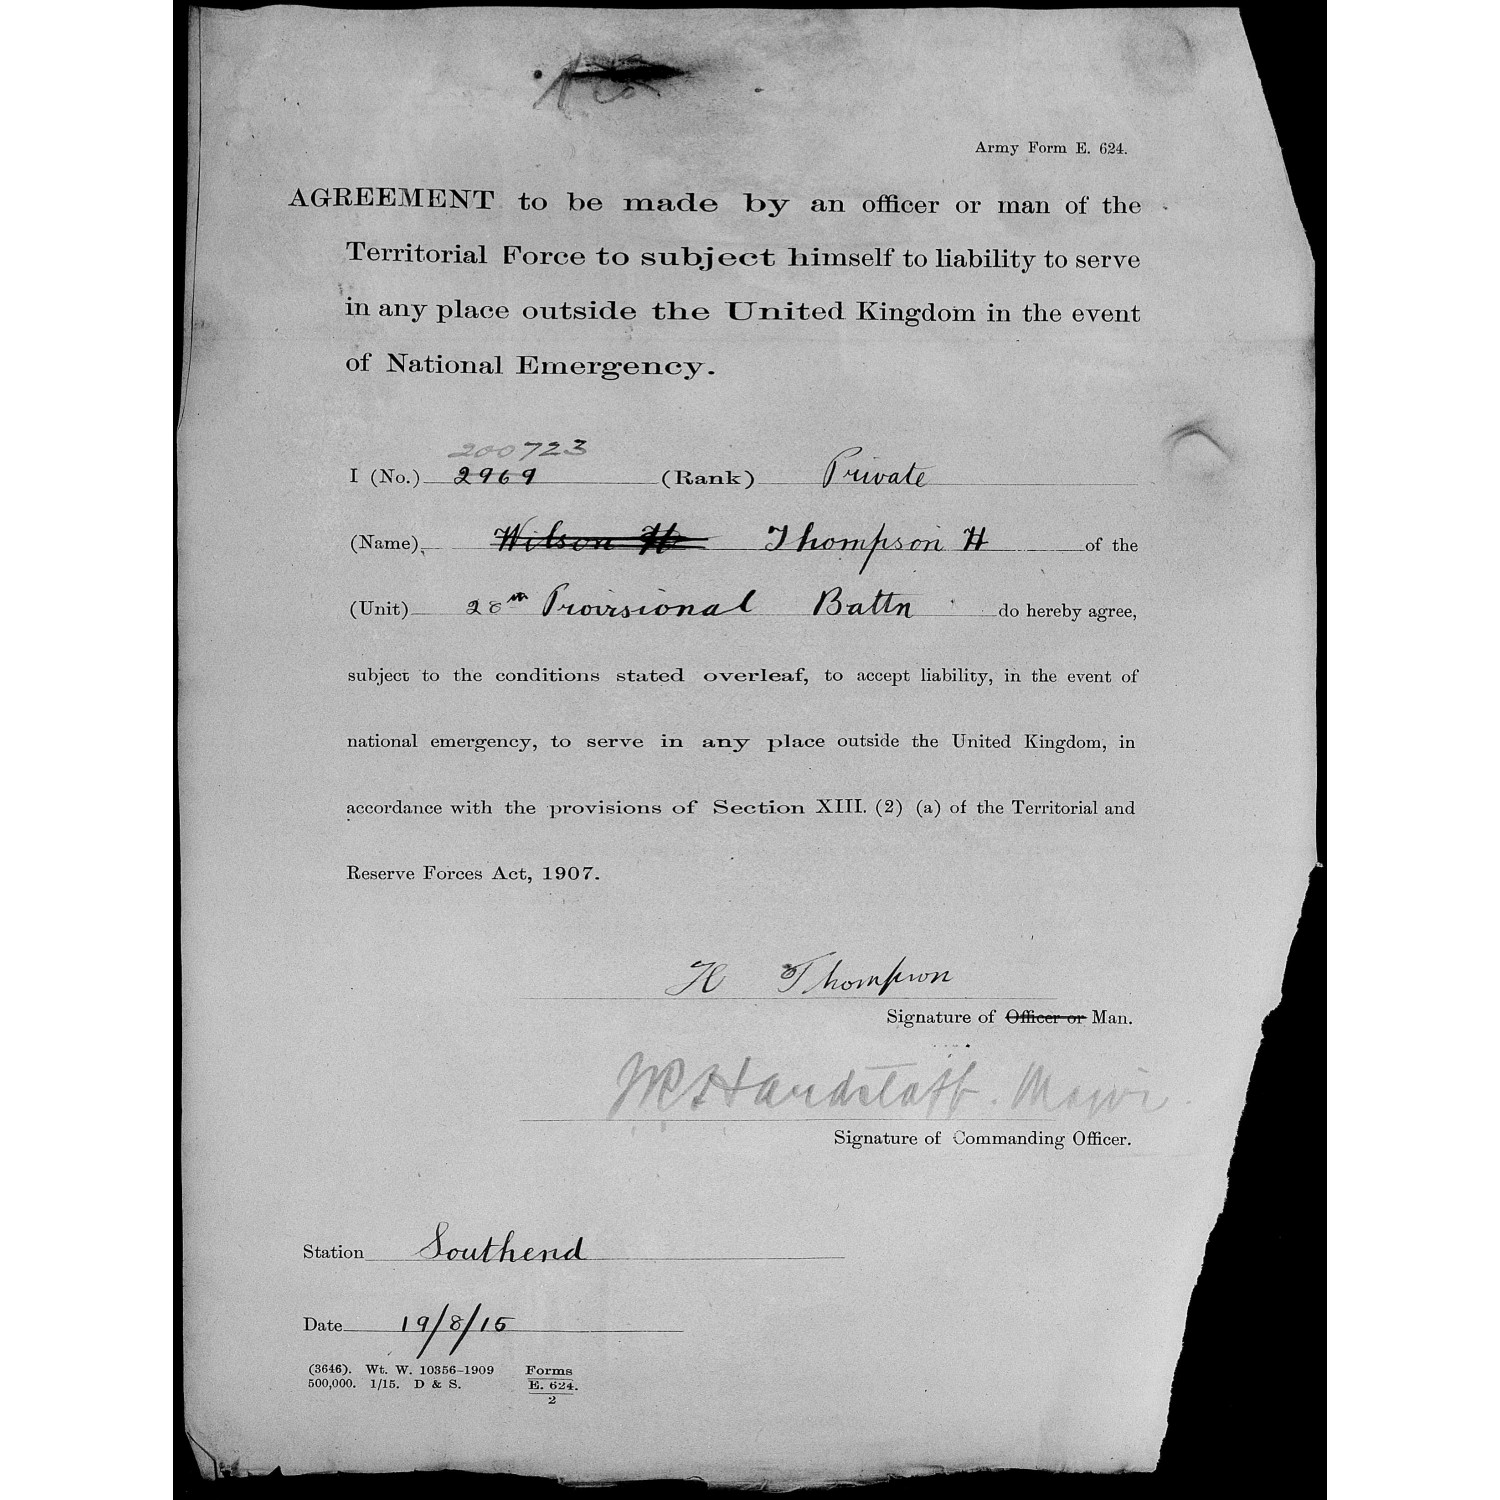 Army Form E. 624.
AGREEMENT to be made by an officer or man of the
Territorial Force to subject himself to liability to serve
in any place outside the United Kingdom in the event
of National Emergency.
200723
I (No.) 2969 (Rank) Private
(Name) Wilson H Thompson H of the
(Unit) 28th Provisional Battn do hereby agree,
subject to the conditions stated overleaf, to accept liability, in the event of
national emergency, to serve in any place outside the United Kingdom, in
accordance with the provisions of Section XIII. (2) (a) of the Territorial and
Reserve Forces Act, 1907.
H Thompson
Signature of Officer or Man.
Major
Signature of Commanding Officer.
Station Southend
Date 19/8/15
(3646). Wt. W. 10356–1909 Forms
500,000. 1/15. D & S. E. 624.
2